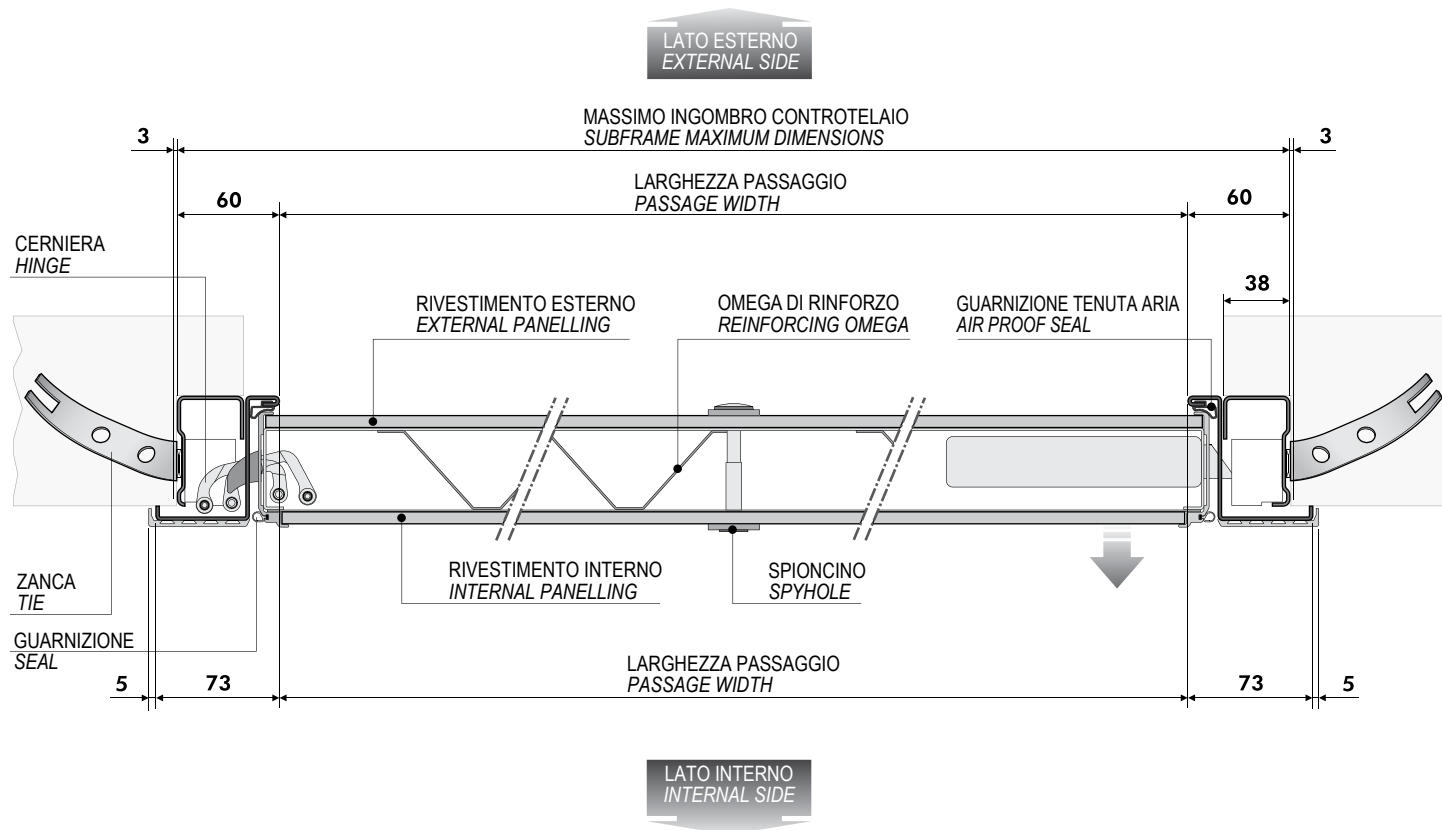 LATO ESTERNO
EXTERNAL SIDE
MASSIMO INGOMBRO CONTROTELAIO
SUBFRAME MAXIMUM DIMENSIONS
3
3
LARGHEZZA PASSAGGIO
PASSAGE WIDTH
60
60
CERNIERA
HINGE
38
RIVESTIMENTO ESTERNO
EXTERNAL PANELLING
OMEGA DI RINFORZO
REINFORCING OMEGA
GUARNIZIONE TENUTA ARIA
AIR PROOF SEAL
RIVESTIMENTO INTERNO
INTERNAL PANELLING
SPIONCINO
SPYHOLE
ZANCA
TIE
GUARNIZIONE
SEAL
LARGHEZZA PASSAGGIO
PASSAGE WIDTH
5
73
73
5
LATO INTERNO
INTERNAL SIDE